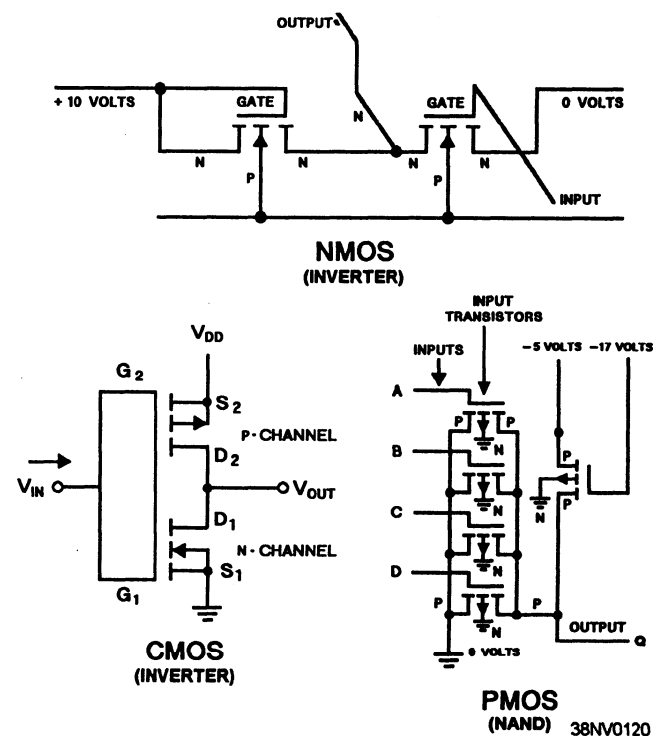 OUTPUT
+ 10 VOLTS
GATE
GATE
0 VOLTS
N
N
N
N
N
P
P
INPUT
NMOS
(INVERTER)
INPUT
TRANSISTORS
INPUTS
-5 VOLTS
-17 VOLTS
VDD
G2
S2
P-CHANNEL
D2
VIN
VOUT
D1
N-CHANNEL
S1
G1
CMOS
(INVERTER)
A
P
P
N
B
N
C
N
D
P
N
P
P
N
P
0 VOLTS
OUTPUT
Q
PMOS
(NAND)
38NV0120